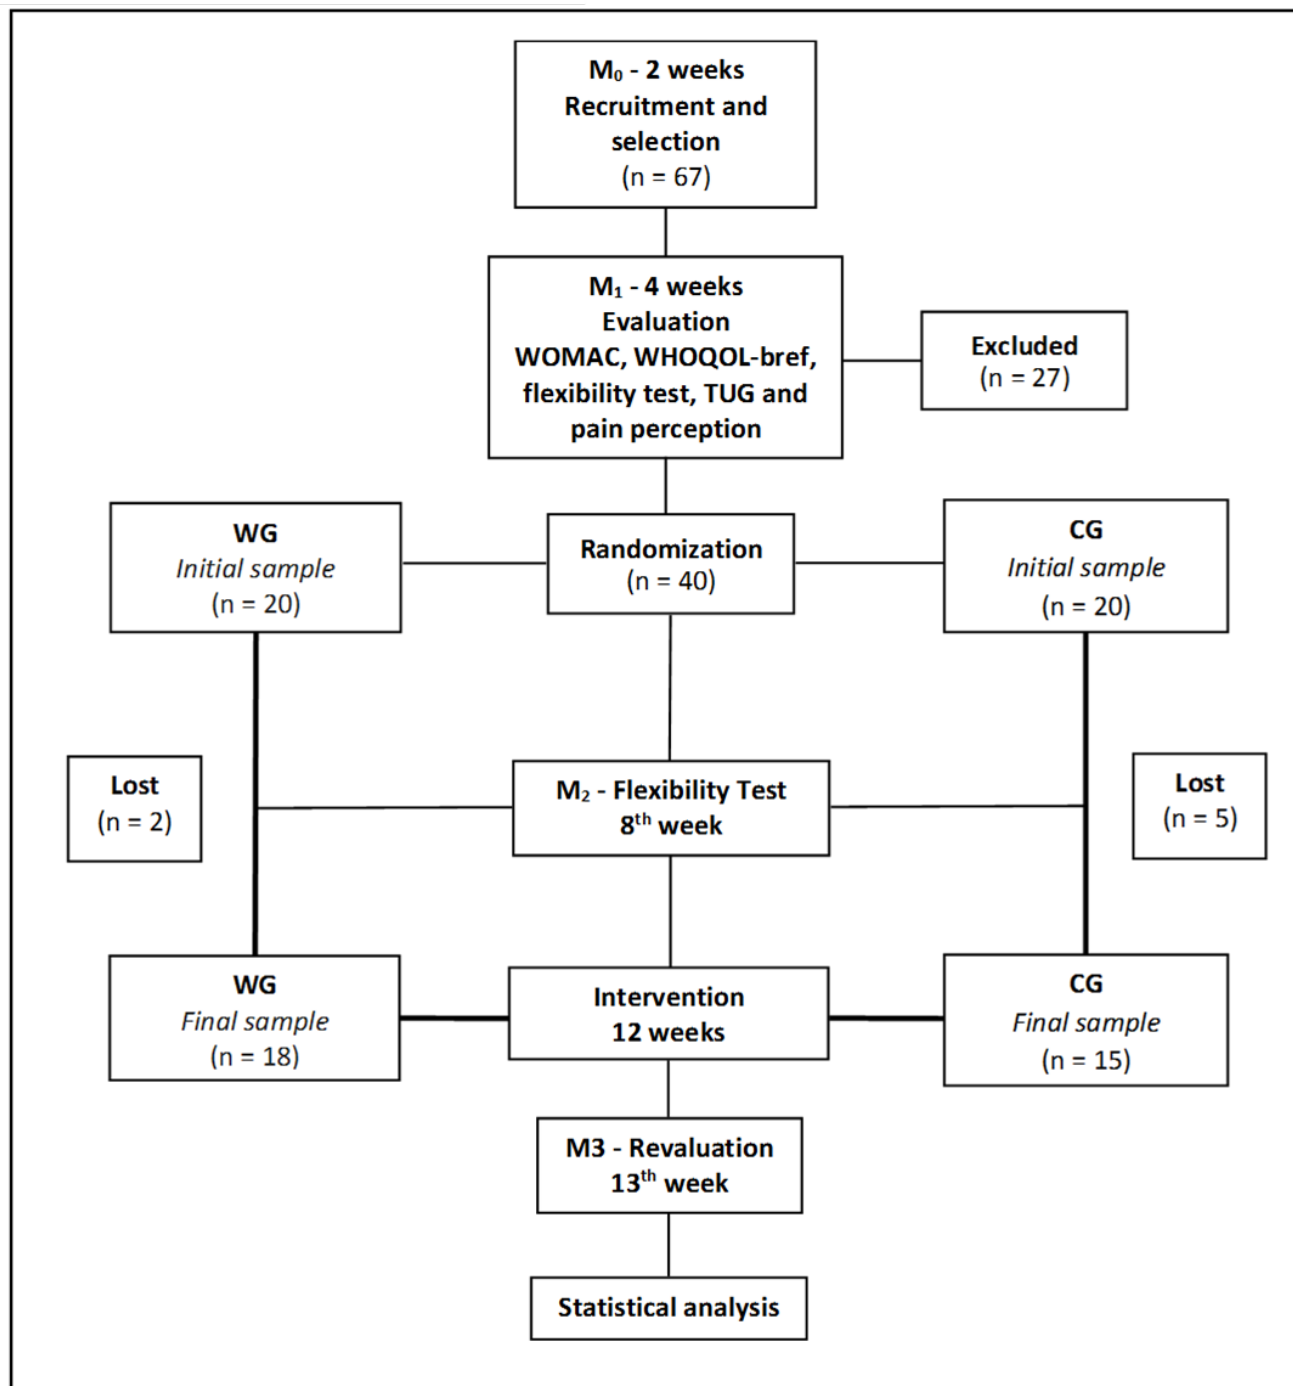 M₀ - 2 weeks
Recruitment and
selection
(n = 67)
M₁ - 4 weeks
Evaluation
WOMAC, WHOQOL-bref,
flexibility test, TUG and
pain perception
Excluded
(n = 27)
WG
Initial sample
(n = 20)
Randomization
(n = 40)
CG
Initial sample
(n = 20)
Lost
(n = 2)
M₂ - Flexibility Test
8th week
Lost
(n = 5)
WG
Final sample
(n = 18)
Intervention
12 weeks
CG
Final sample
(n = 15)
M3 - Revaluation
13th week
Statistical analysis